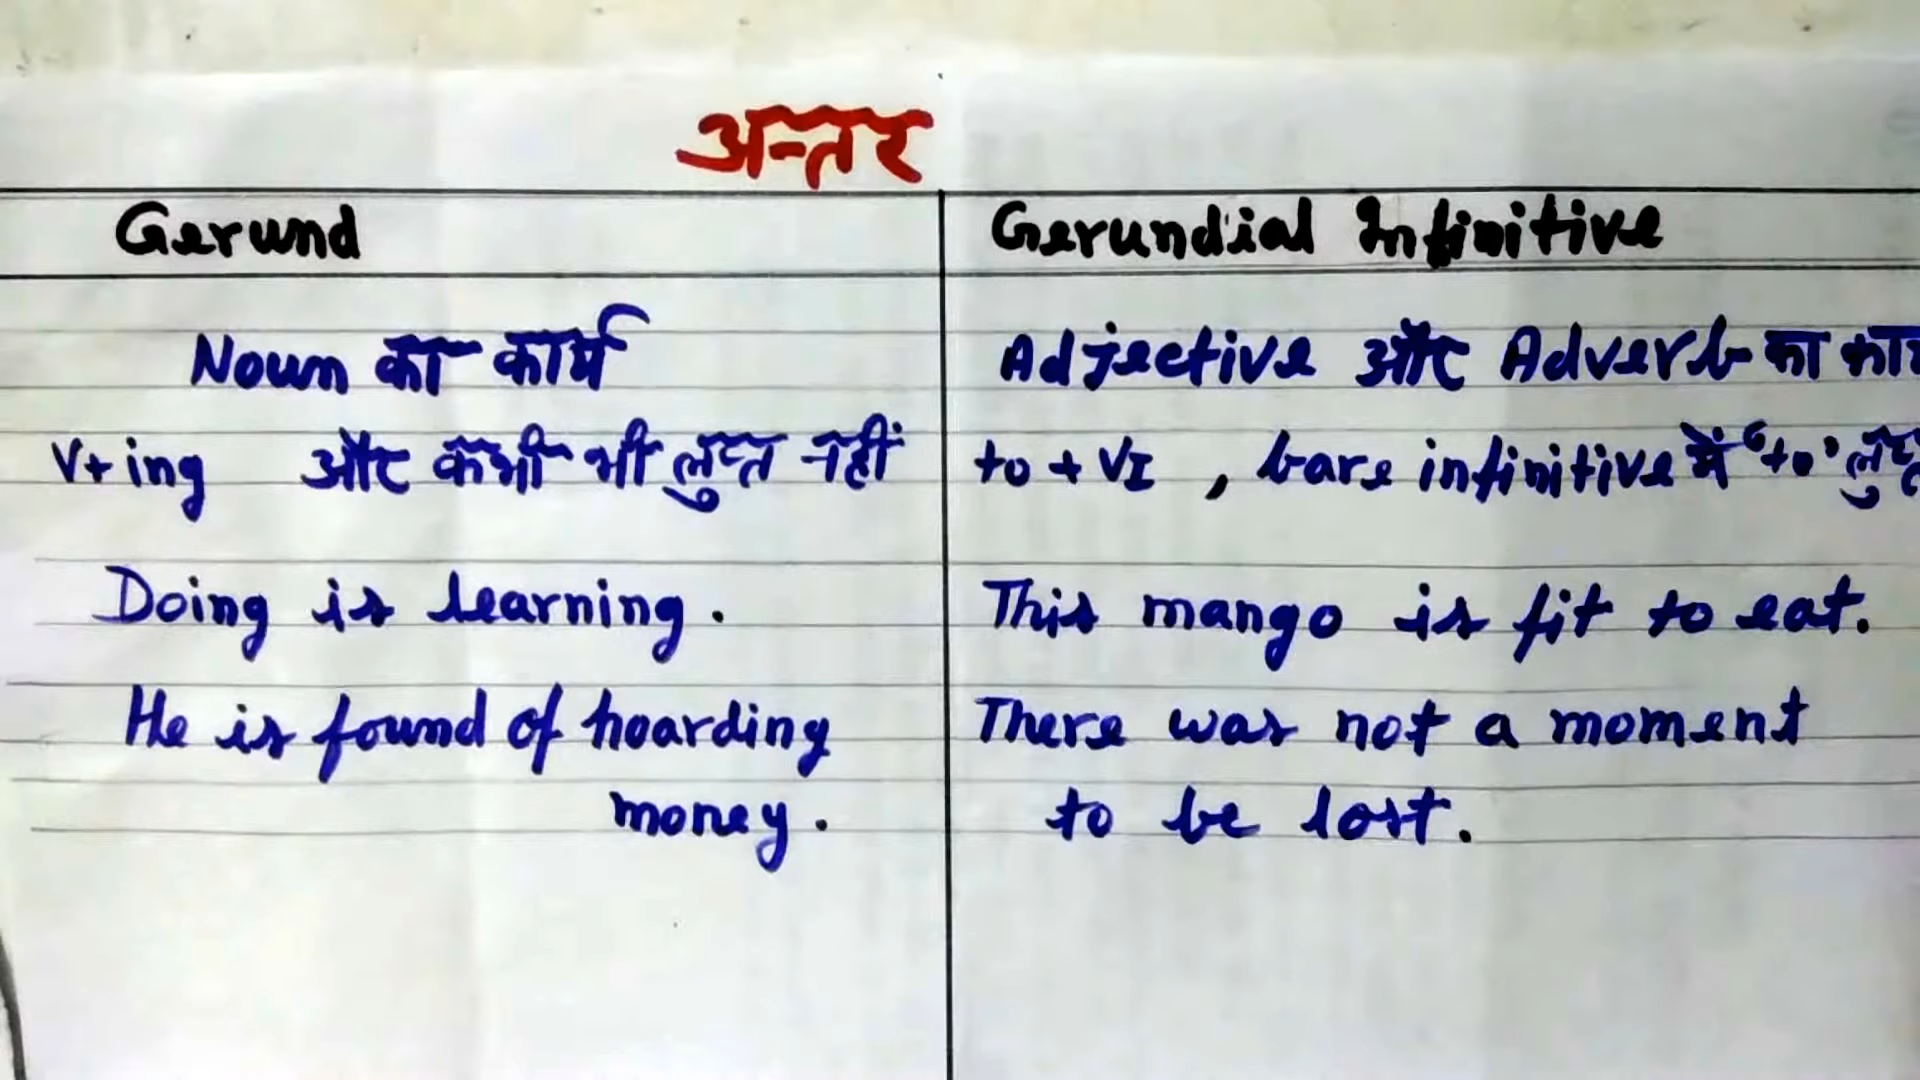 अन्तर
Gerund
Gerundial Infinitive
Noun का कार्य
Adjective और Adverb का
V+ing और कभी भी लुप्त नहीं
to + VI , bare infinitive में 'to'
Doing is learning.
This mango is fit to eat.
He is found of hoarding
There was not a moment
money.
to be lost.